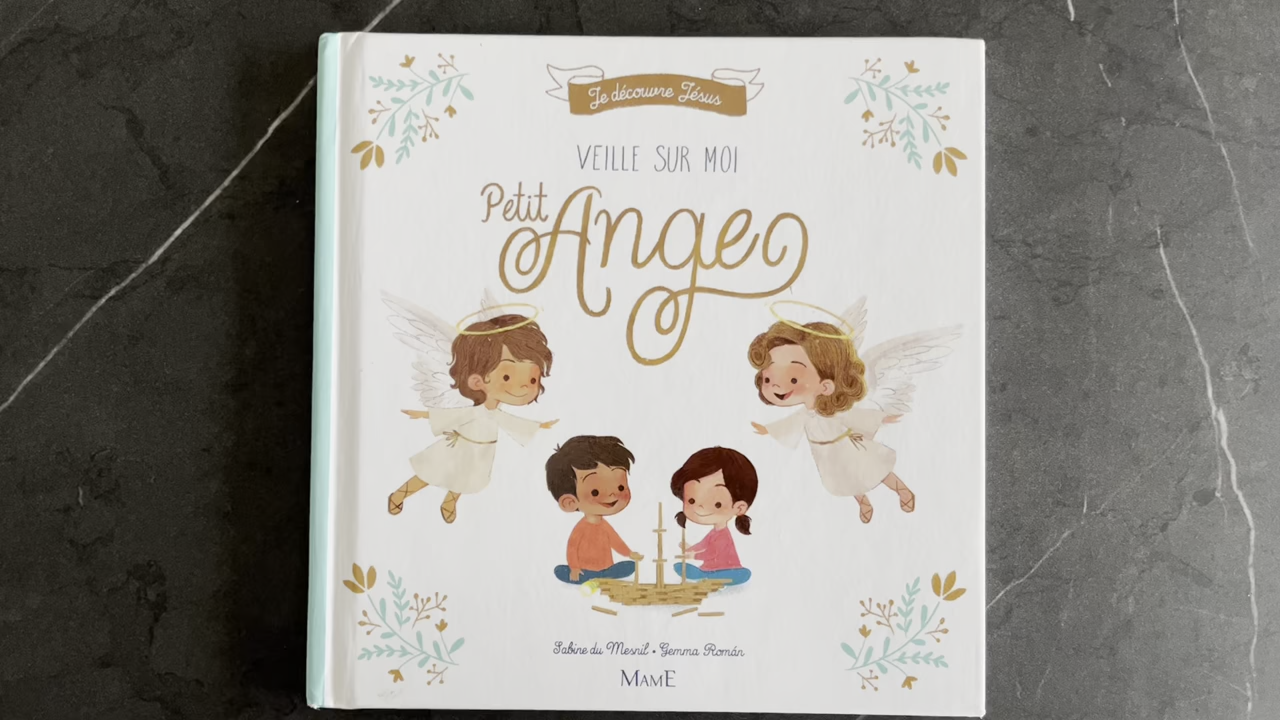 Je découvre Jésus
VEILLE SUR MOI
Petit Ange
Sabine du Mesnil • Gemma Román
MAME